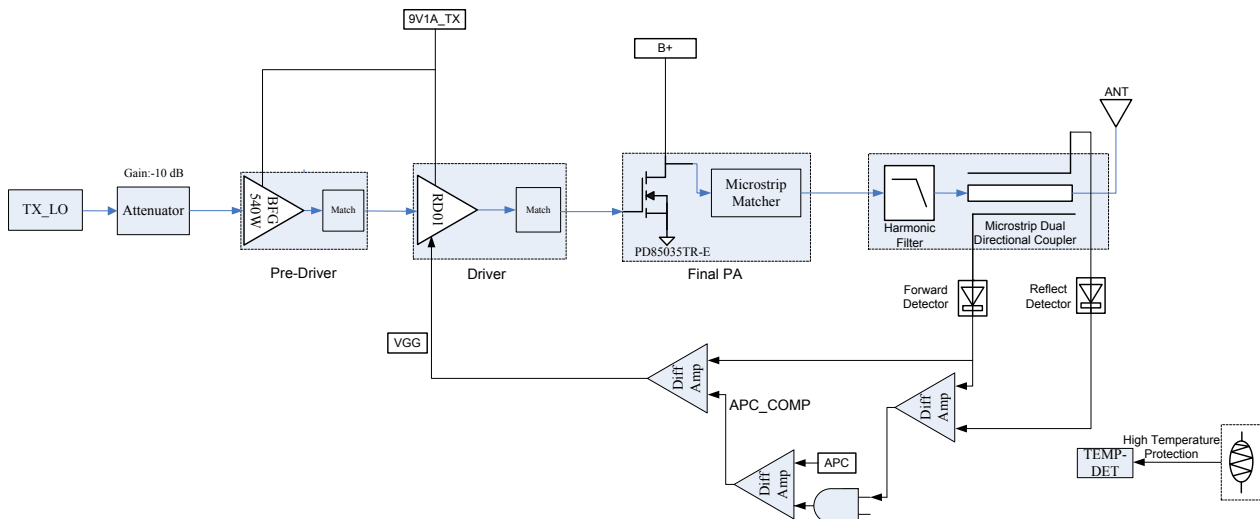 9V1A_TX
B+
ANT
Gain:-10 dB
TX_LO
Attenuator
BFG
540W
Match
Pre-Driver
RD01
Match
Driver
PD85035TR-E
Microstrip
Matcher
Final PA
Harmonic
Filter
Microstrip Dual
Directional Coupler
Forward
Detector
Reflect
Detector
VGG
Diff
Amp
APC_COMP
Diff
Amp
Diff
Amp
APC
High Temperature
Protection
TEMP-
DET